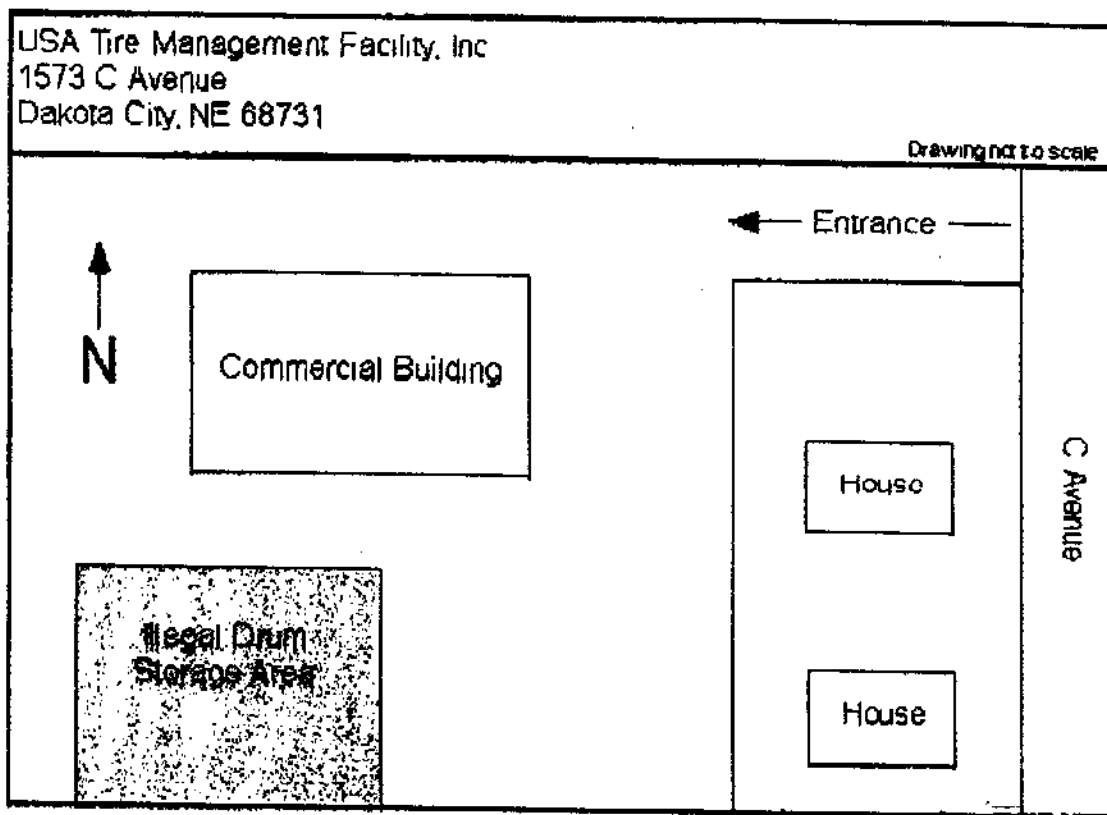 USA Tire Management Facility, Inc
1573 C Avenue
Dakota City, NE 68731
Drawing not to scale
Entrance
N
Commercial Building
House
C Avenue
Illegal Drum
Storage Area
House